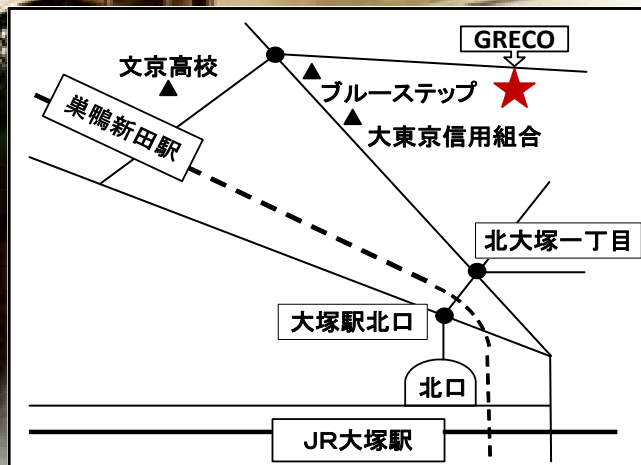 GRECO
文京高校
ブルーステップ
巣鴨新田駅
大東京信用組合
北大塚一丁目
大塚駅北口
北口
JR大塚駅